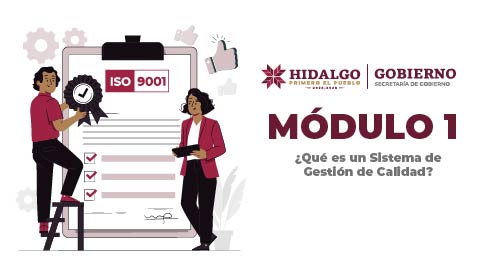 ISO 9001
HIDALGO
PRIMERO EL PUEBLO
GOBIERNO
SECRETARÍA DE GOBIERNO
MÓDULO 1
¿Qué es un Sistema de
Gestión de Calidad?